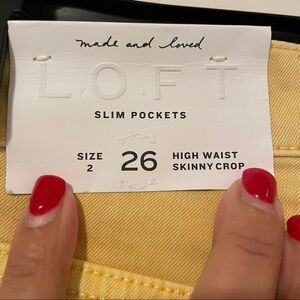 made and loved
LOFT
SLIM POCKETS
SIZE 2
26
HIGH WAIST
SKINNY CROP